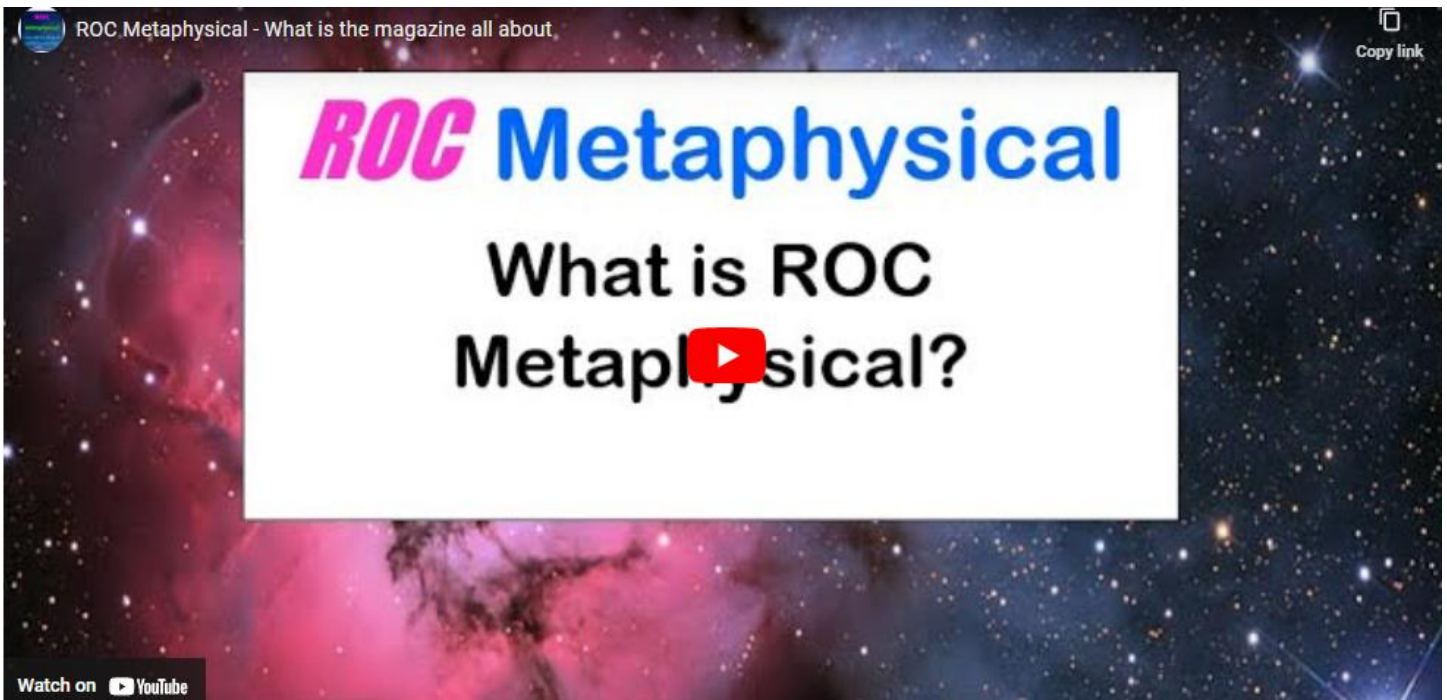 ROC Metaphysical - What is the magazine all about
Copy link
ROC Metaphysical
What is ROC
Metaphysical?
Watch on YouTube